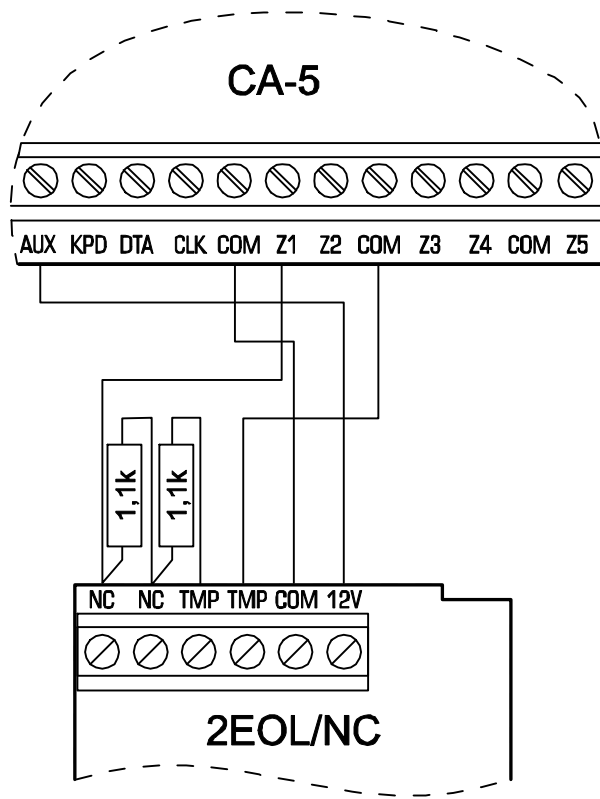 CA-5
AUX KPD DTA CLK COM Z1 Z2 COM Z3 Z4 COM Z5
1,1k 1,1k
NC NC TMP TMP COM 12V
2EOL/NC